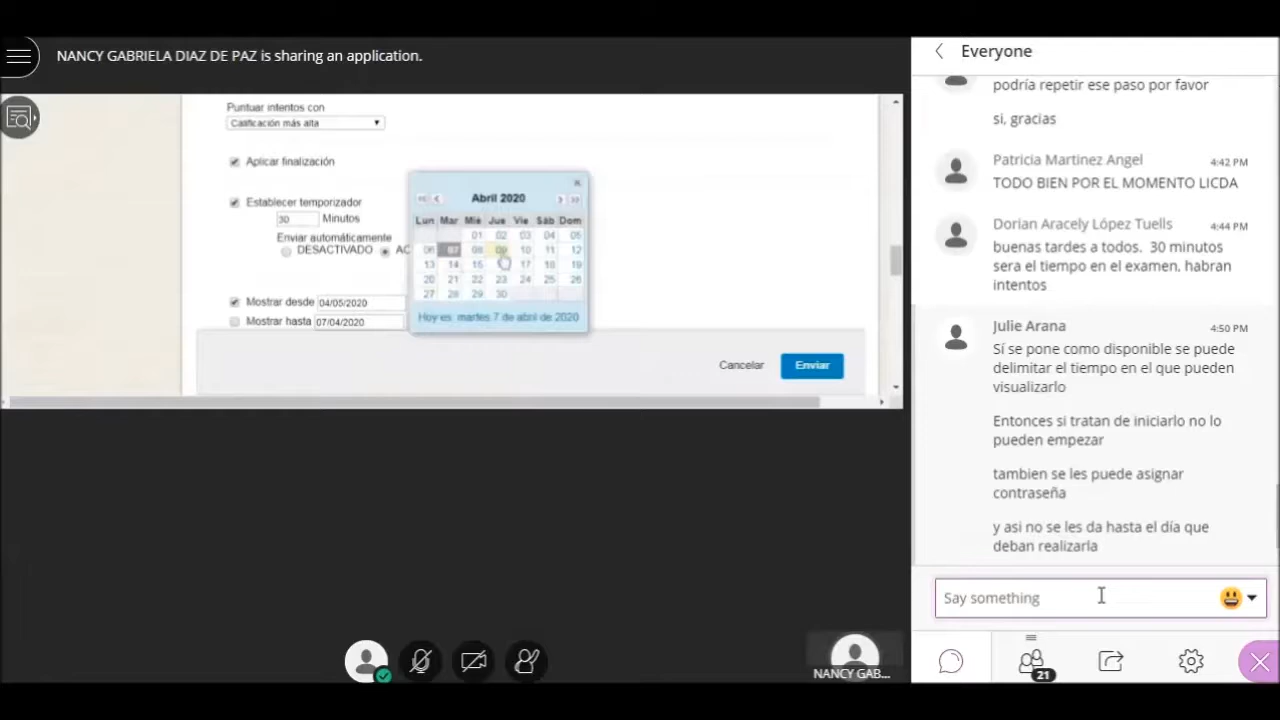 NANCY GABRIELA DIAZ DE PAZ is sharing an application.
Puntuar intentos con
Calificación más alta
Aplicar finalización
Establecer temporizador
30 Minutos
Enviar automáticamente
DESACTIVADO AC
Mostrar desde 04/05/2020
Mostrar hasta 07/04/2020
Abril 2020
Lun Mar Mié Jue Vie Sáb Dom
01 02 03 04 05
06 07 08 09 10 11 12
13 14 15 17 18 19
20 21 22 23 24 25 26
27 28 29 30
Hoy es martes 7 de abril de 2020
Cancelar Enviar
NANCY GAB...
Everyone
podría repetir ese paso por favor
si, gracias
Patricia Martinez Angel 4:42 PM
TODO BIEN POR EL MOMENTO LICDA
Dorian Aracely López Tuells 4:44 PM
buenas tardes a todos. 30 minutos
sera el tiempo en el examen, habran
intentos
Julie Arana 4:50 PM
Sí se pone como disponible se puede
delimitar el tiempo en el que pueden
visualizarlo
Entonces si tratan de iniciarlo no lo
pueden empezar
tambien se les puede asignar
contraseña
y asi no se les da hasta el día que
deban realizarla
Say something
21